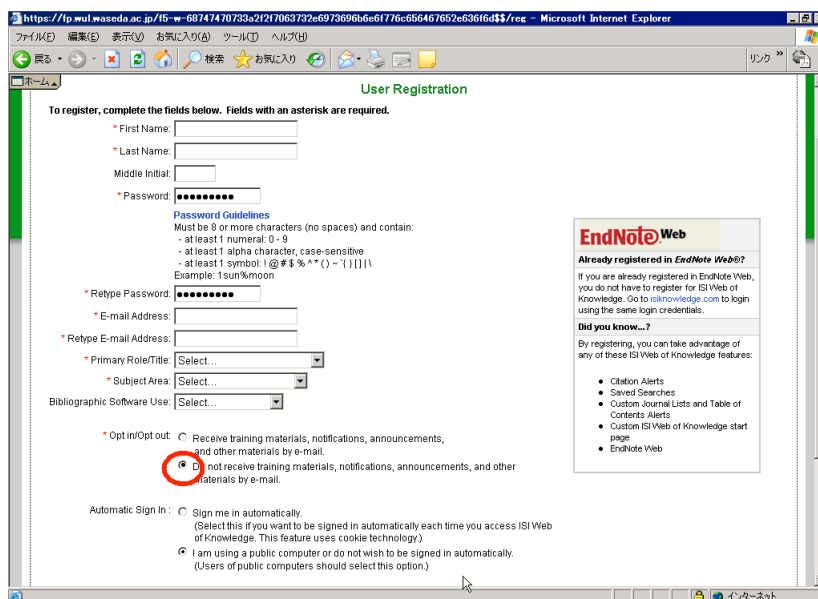 https://fp.wul.waseda.ac.jp/f5-w-68747470733a2f2f7063732e6973696b6e6f776c656467652e636f6d$$/reg - Microsoft Internet Explorer
ファイル(F) 編集(E) 表示(V) お気に入り(A) ツール(T) ヘルプ(H)
戻る 検索 お気に入り リンク »
ホーム
User Registration
To register, complete the fields below. Fields with an asterisk are required.
* First Name:
* Last Name:
Middle Initial:
* Password: ●●●●●●●●●
Password Guidelines
Must be 8 or more characters (no spaces) and contain:
- at least 1 numeral: 0 - 9
- at least 1 alpha character, case-sensitive
- at least 1 symbol: ! @ # $ % ^ * ( ) ~ ` { } [ ] | \
Example: 1sun%moon
* Retype Password: ●●●●●●●●●
* E-mail Address:
* Retype E-mail Address:
* Primary Role/Title: Select...
* Subject Area: Select...
Bibliographic Software Use: Select...
* Opt in/Opt out: Receive training materials, notifications, announcements,
and other materials by e-mail.
Do not receive training materials, notifications, announcements, and other
materials by e-mail.
Automatic Sign In : Sign me in automatically.
(Select this if you want to be signed in automatically each time you access ISI Web
of Knowledge. This feature uses cookie technology.)
I am using a public computer or do not wish to be signed in automatically.
(Users of public computers should select this option.)
EndNote Web
Already registered in EndNote Web®?
If you are already registered in EndNote Web,
you do not have to register for ISI Web of
Knowledge. Go to isiknowledge.com to login
using the same login credentials.
Did you know...?
By registering, you can take advantage of
any of these ISI Web of Knowledge features:
● Citation Alerts
● Saved Searches
● Custom Journal Lists and Table of
Contents Alerts
● Custom ISI Web of Knowledge start
page
● EndNote Web
インターネット